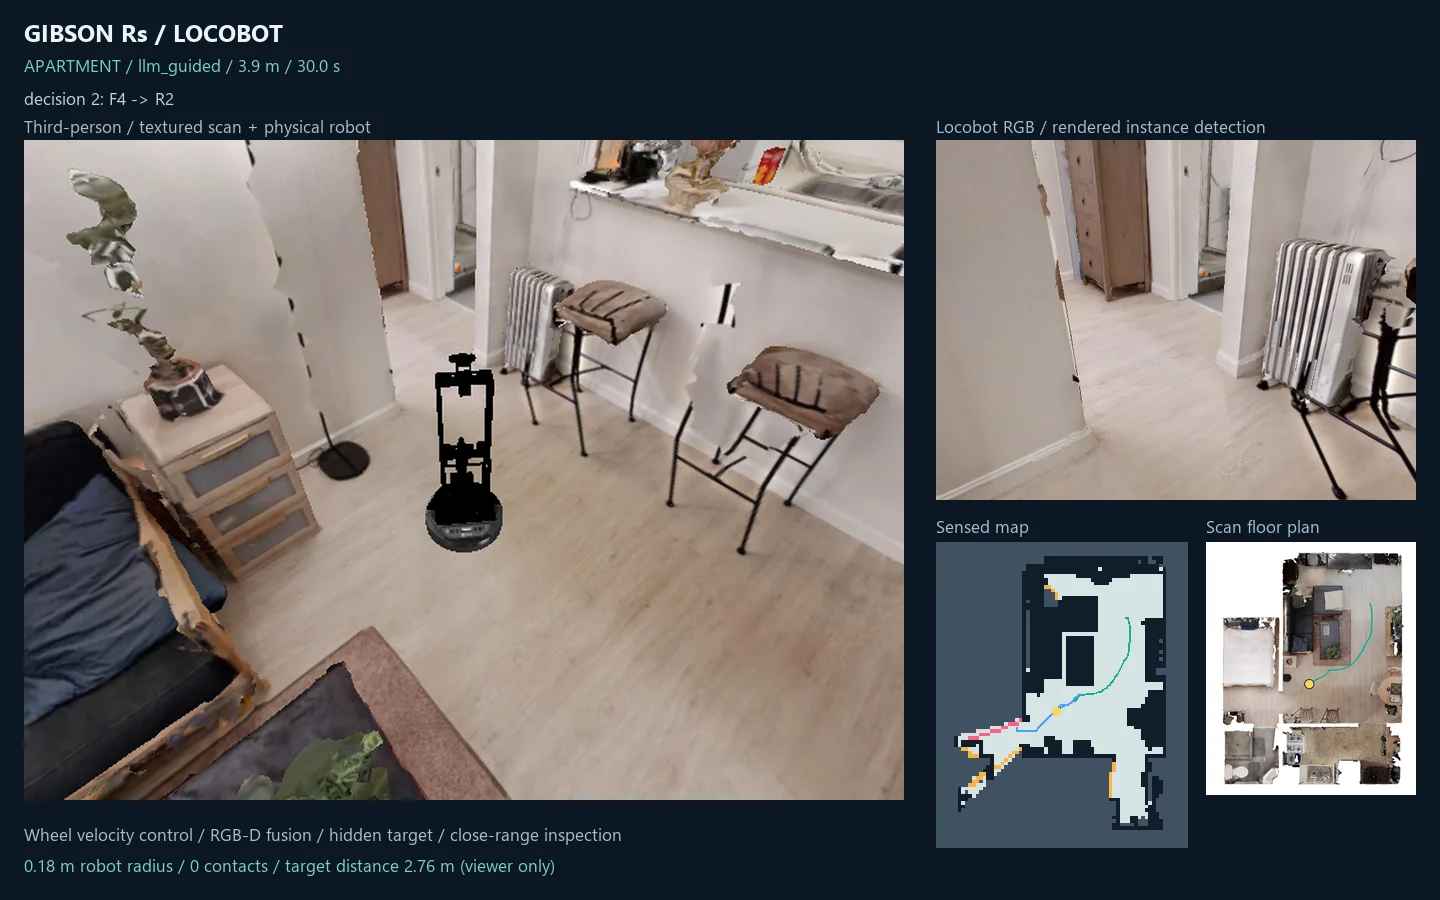 GIBSON Rs / LOCOBOT
APARTMENT / llm_guided / 3.9 m / 30.0 s
decision 2: F4 -> R2
Third-person / textured scan + physical robot
Locobot RGB / rendered instance detection
Sensed map
Scan floor plan
Wheel velocity control / RGB-D fusion / hidden target / close-range inspection
0.18 m robot radius / 0 contacts / target distance 2.76 m (viewer only)